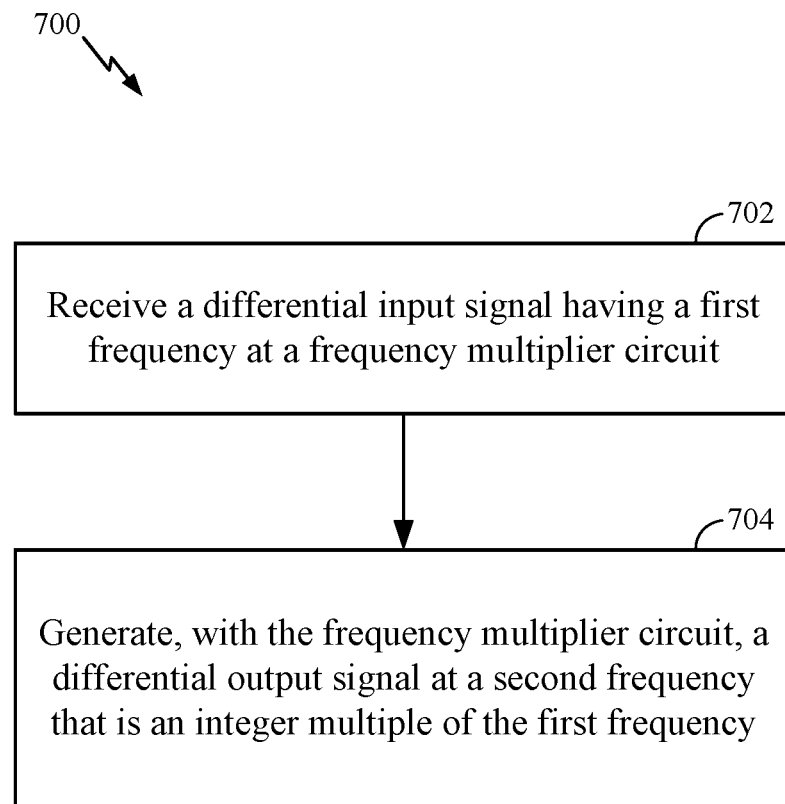 700
702
Receive a differential input signal having a first
frequency at a frequency multiplier circuit
704
Generate, with the frequency multiplier circuit, a
differential output signal at a second frequency
that is an integer multiple of the first frequency